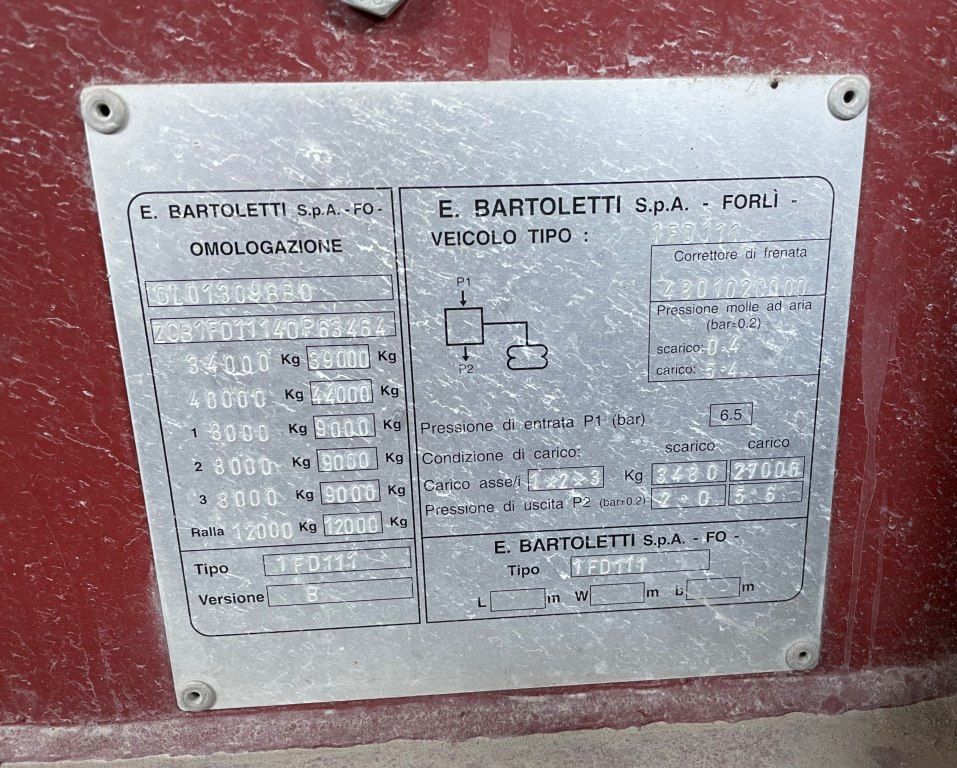 E. BARTOLETTI S.p.A. -FO-
OMOLOGAZIONE
ZCB1FD11140P63464
34000 Kg 39000 Kg
40000 Kg 44000 Kg
1 8000 Kg 9000 Kg
2 8000 Kg 9000 Kg
3 8000 Kg 9000 Kg
Ralla 12000 Kg 12000 Kg
Tipo 1FD111
Versione B
E. BARTOLETTI S.p.A. - FORLÌ -
VEICOLO TIPO : 1FD111
Correttore di frenata
Pressione molle ad aria
(bar=0.2)
scarico: 0.4
carico: 5.4
P1
P2
Pressione di entrata P1 (bar) 6.5
Condizione di carico: scarico carico
Carico asse/i 1+2+3 Kg 3480 27000
Pressione di uscita P2 (bar=0.2) 2.0 5.6
E. BARTOLETTI S.p.A. - FO -
Tipo 1FD111
L m W m m